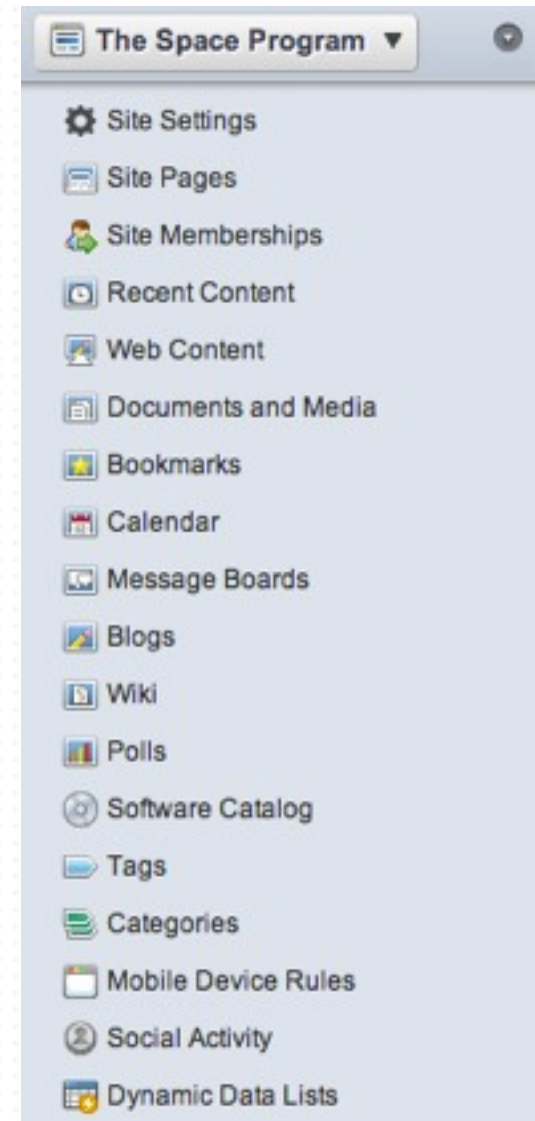 The Space Program
Site Settings
Site Pages
Site Memberships
Recent Content
Web Content
Documents and Media
Bookmarks
Calendar
Message Boards
Blogs
Wiki
Polls
Software Catalog
Tags
Categories
Mobile Device Rules
Social Activity
Dynamic Data Lists